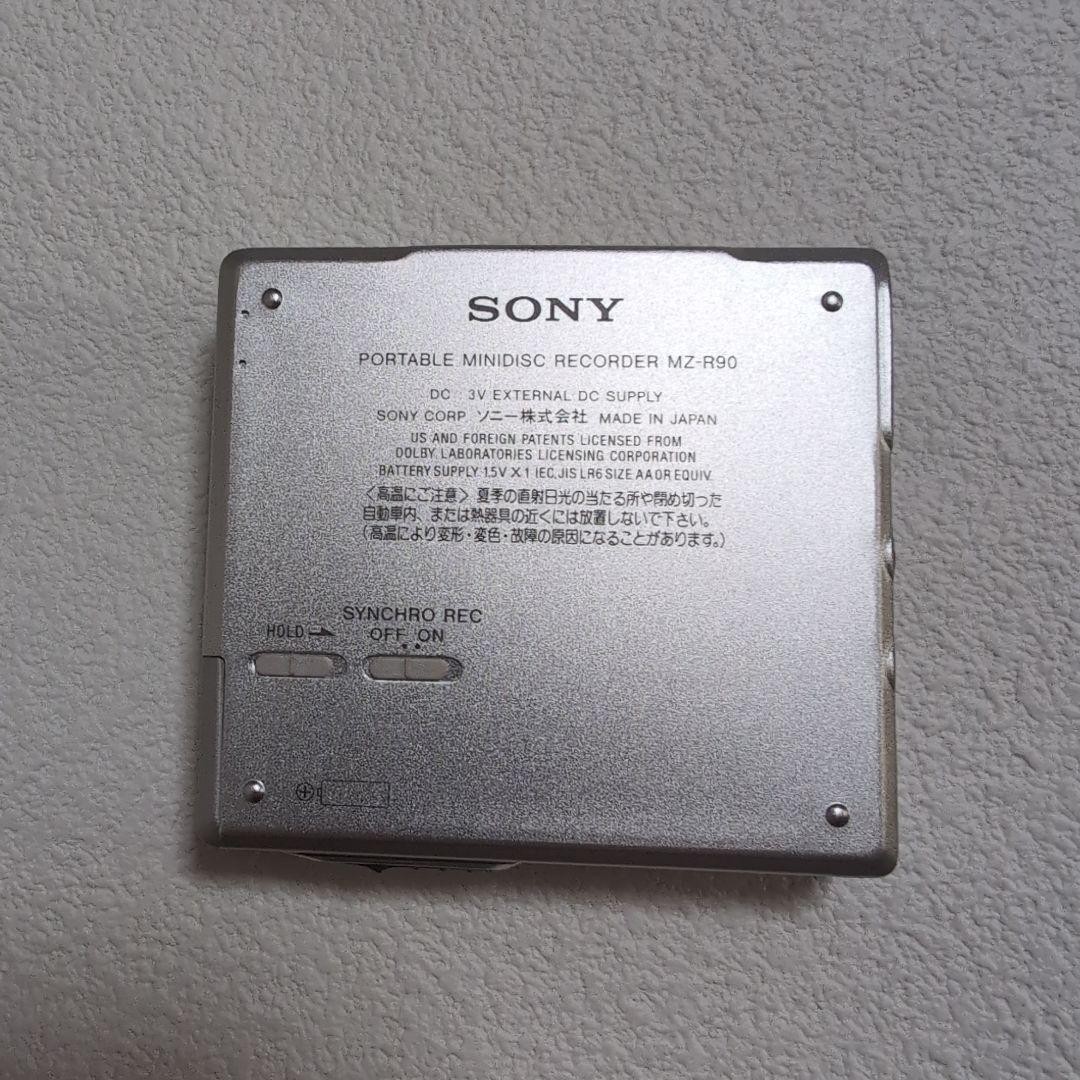 SONY
PORTABLE MINIDISC RECORDER MZ-R90
DC 3V EXTERNAL DC SUPPLY
SONY CORP ソニー株式会社 MADE IN JAPAN
US AND FOREIGN PATENTS LICENSED FROM
DOLBY LABORATORIES LICENSING CORPORATION
BATTERY SUPPLY 1.5V X 1 IEC, JIS LR6 SIZE AA OR EQUIV.
〈高温にご注意〉夏季の直射日光の当たる所や閉め切った
自動車内、または熱器具の近くには放置しないで下さい。
(高温により変形・変色・故障の原因になることがあります。)
SYNCHRO REC
HOLD OFF ON